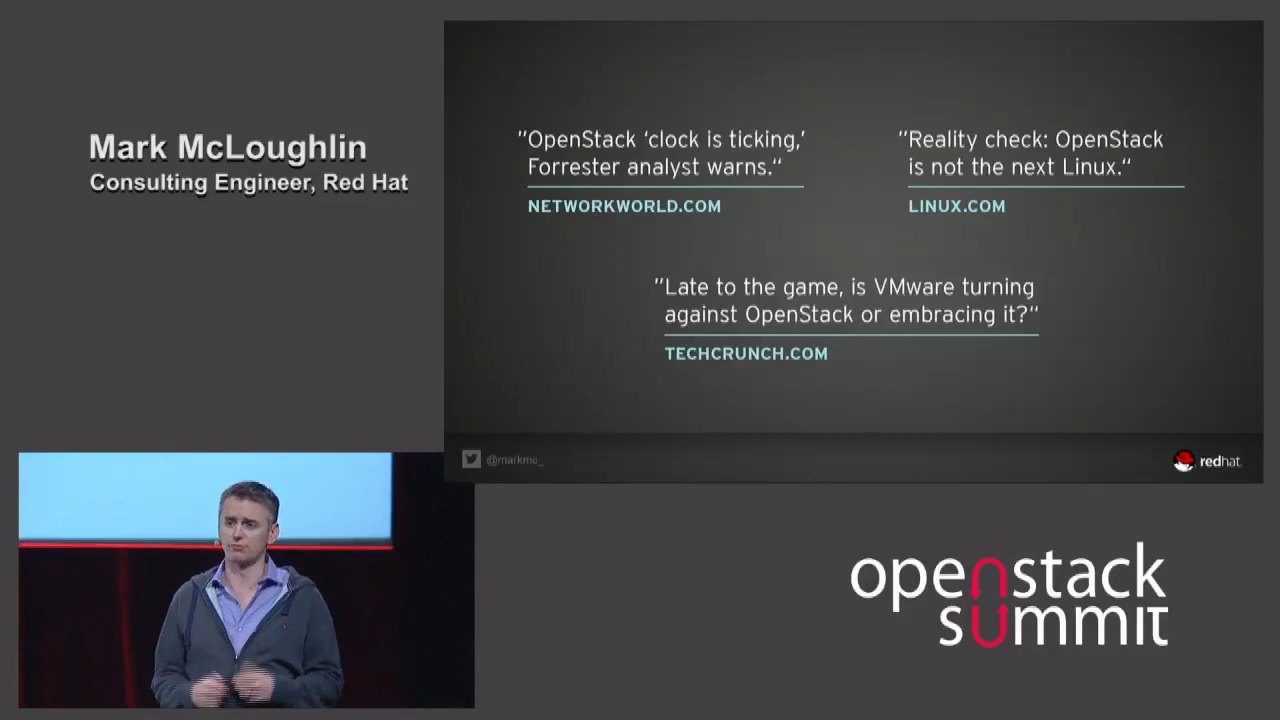 Mark McLoughlin
Consulting Engineer, Red Hat
"OpenStack ‘clock is ticking,’
Forrester analyst warns.“
NETWORKWORLD.COM
"Reality check: OpenStack
is not the next Linux.“
LINUX.COM
"Late to the game, is VMware turning
against OpenStack or embracing it?“
TECHCRUNCH.COM
@markmc_
redhat.
openstack
summit